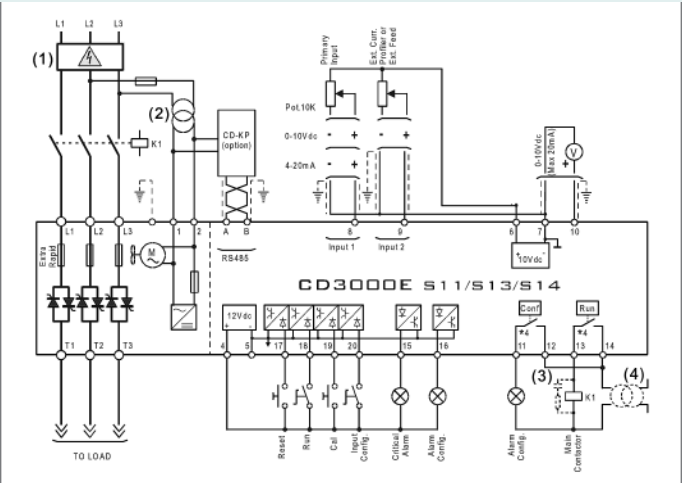 L1 L2 L3
(1)
(2)
K1
CD-KP
(option)
Primary
Input
Ext. Curr.
Profiler or
Ext. Feed
Pot.10K
0-10Vdc - + - +
4-20mA - +
0-10Vdc
(Max 20mA)
V
+
L1 L2 L3 1 2 A B 8 9 6 7 10
RS485
Input 1 Input 2
Extra
Rapid
M
+ -
10Vdc
CD3000E S11/S13/S14
12Vdc
+ -
Conf
*4
Run
*4
T1 T2 T3 4 5 17 18 19 20 15 16 11 12 13 14
(3)
(4)
K1
Reset
Run
Cal
Input
Config.
Critical
Alarm
Alarm
Config.
Alarm
Config.
Main
Contactor
TO LOAD